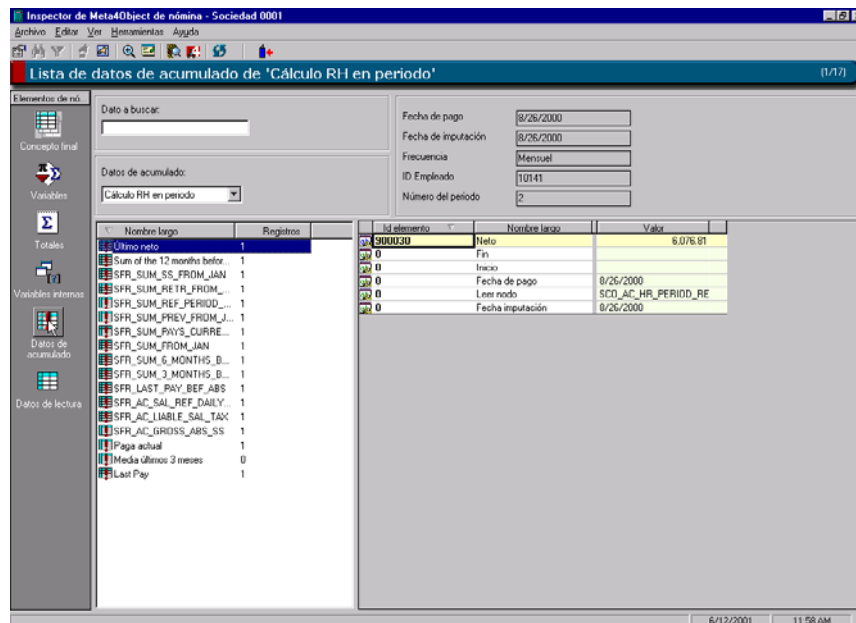 Inspector de Meta4Object de nómina - Sociedad 0001
Archivo Editar Ver Herramientas Ayuda
Lista de datos de acumulado de 'Cálculo RH en periodo' (1/17)
Elementos de nó...
Concepto final
Variables
Totales
Variables internas
Datos de acumulado
Datos de lectura
Dato a buscar:
Datos de acumulado:
Cálculo RH en periodo
Fecha de pago 8/26/2000
Fecha de imputación 8/26/2000
Frecuencia Mensuel
ID Empleado 10141
Número del periodo 2
Nombre largo Registros
Último neto 1
Sum of the 12 months befor... 1
SFR_SUM_SS_FROM_JAN 1
SFR_SUM_RETR_FROM_... 1
SFR_SUM_REF_PERIOD_... 1
SFR_SUM_PREV_FROM_J... 1
SFR_SUM_PAYS_CURRE... 1
SFR_SUM_FROM_JAN 1
SFR_SUM_6_MONTHS_B... 1
SFR_SUM_3_MONTHS_B... 1
SFR_LAST_PAY_BEF_ABS 1
SFR_AC_SAL_REF_DAILY... 1
SFR_AC_LIABLE_SAL_TAX 1
SFR_AC_GROSS_ABS_SS 1
Paga actual 1
Media últimos 3 meses 0
Last Pay 1
Id elemento Nombre largo Valor
900030 Neto 6.076.81
0 Fin
0 Inicio
0 Fecha de pago 8/26/2000
0 Leer nodo SCO_AC_HR_PERIOD_RE
0 Fecha imputación 8/26/2000
6/12/2001 11:58 AM